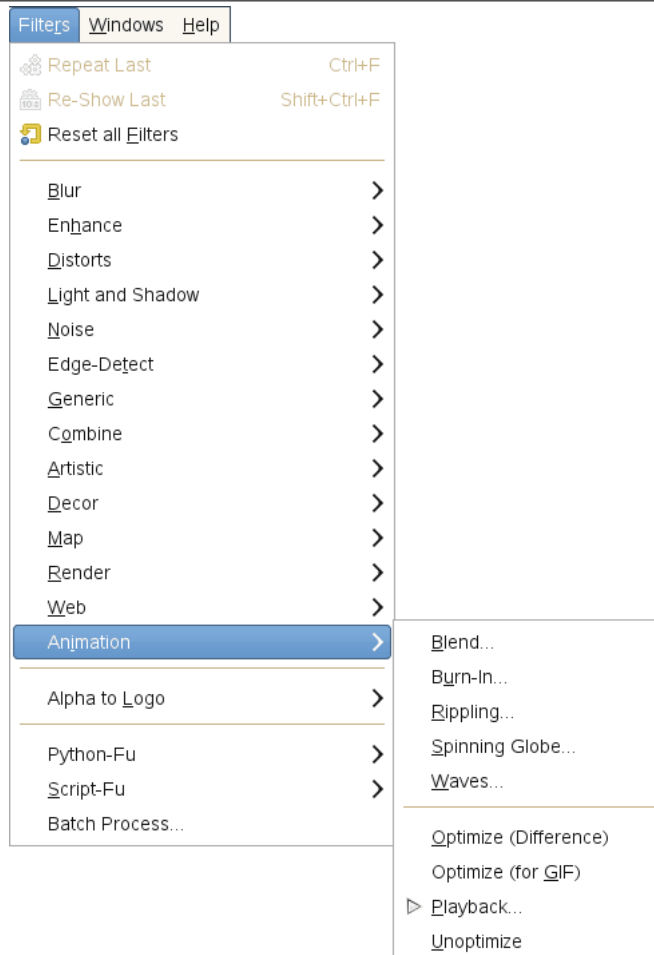 Filters Windows Help
Repeat Last Ctrl+F
Re-Show Last Shift+Ctrl+F
Reset all Filters
Blur
Enhance
Distorts
Light and Shadow
Noise
Edge-Detect
Generic
Combine
Artistic
Decor
Map
Render
Web
Animation
Alpha to Logo
Python-Fu
Script-Fu
Batch Process...
Blend...
Burn-In...
Rippling...
Spinning Globe...
Waves...
Optimize (Difference)
Optimize (for GIF)
Playback...
Unoptimize